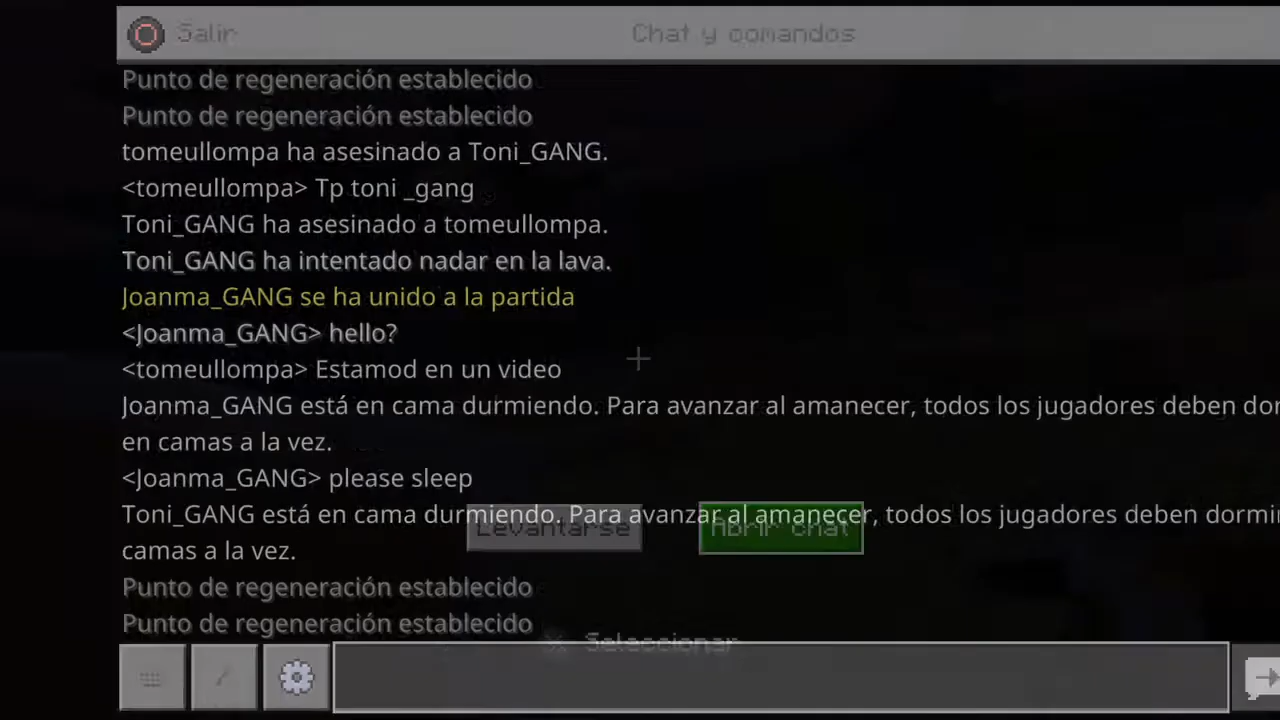 Salir
Chat y comandos
Punto de regeneración establecido
Punto de regeneración establecido
tomeullompa ha asesinado a Toni_GANG.
<tomeullompa> Tp toni _gang
Toni_GANG ha asesinado a tomeullompa.
Toni_GANG ha intentado nadar en la lava.
Joanma_GANG se ha unido a la partida
<Joanma_GANG> hello?
<tomeullompa> Estamod en un video
Joanma_GANG está en cama durmiendo. Para avanzar al amanecer, todos los jugadores deben dor
en camas a la vez.
<Joanma_GANG> please sleep
Toni_GANG está en cama durmiendo. Para avanzar al amanecer, todos los jugadores deben dormi
camas a la vez.
Levantarse
Abrir chat
Punto de regeneración establecido
Punto de regeneración establecido
Seleccionar